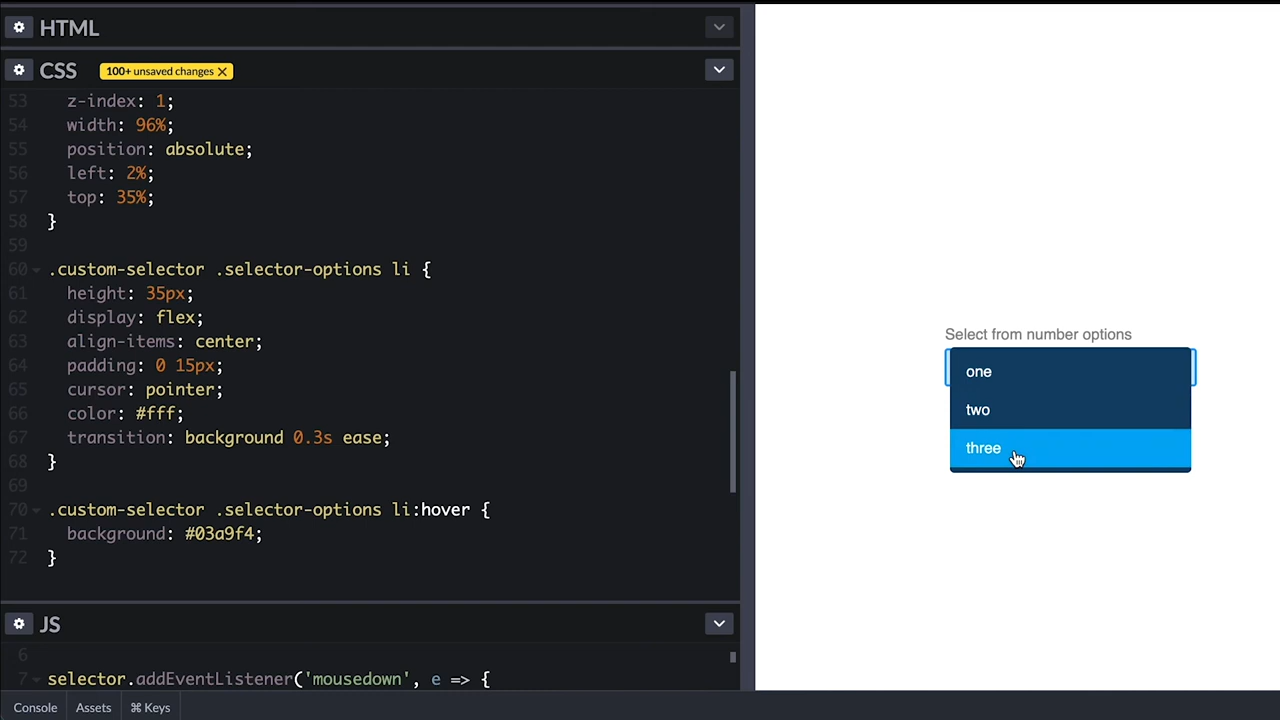 HTML
CSS
100+ unsaved changes X
53 z-index: 1;
54 width: 96%;
55 position: absolute;
56 left: 2%;
57 top: 35%;
58 }
59
60 .custom-selector .selector-options li {
61 height: 35px;
62 display: flex;
63 align-items: center;
64 padding: 0 15px;
65 cursor: pointer;
66 color: #fff;
67 transition: background 0.3s ease;
68 }
69
70 .custom-selector .selector-options li:hover {
71 background: #03a9f4;
72 }
JS
6
7 selector.addEventListener('mousedown', e => {
Console Assets ⌘ Keys
Select from number options
one
two
three